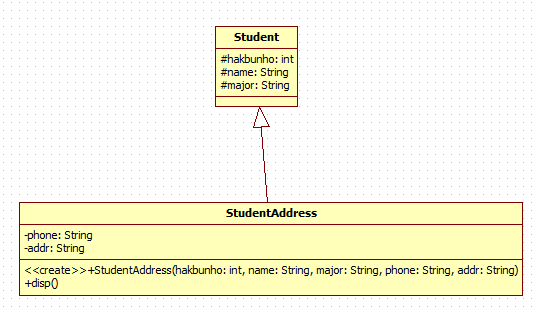 Student
#hakbunho: int
#name: String
#major: String
StudentAddress
-phone: String
-addr: String
<<create>>+StudentAddress(hakbunho: int, name: String, major: String, phone: String, addr: String)
+disp()